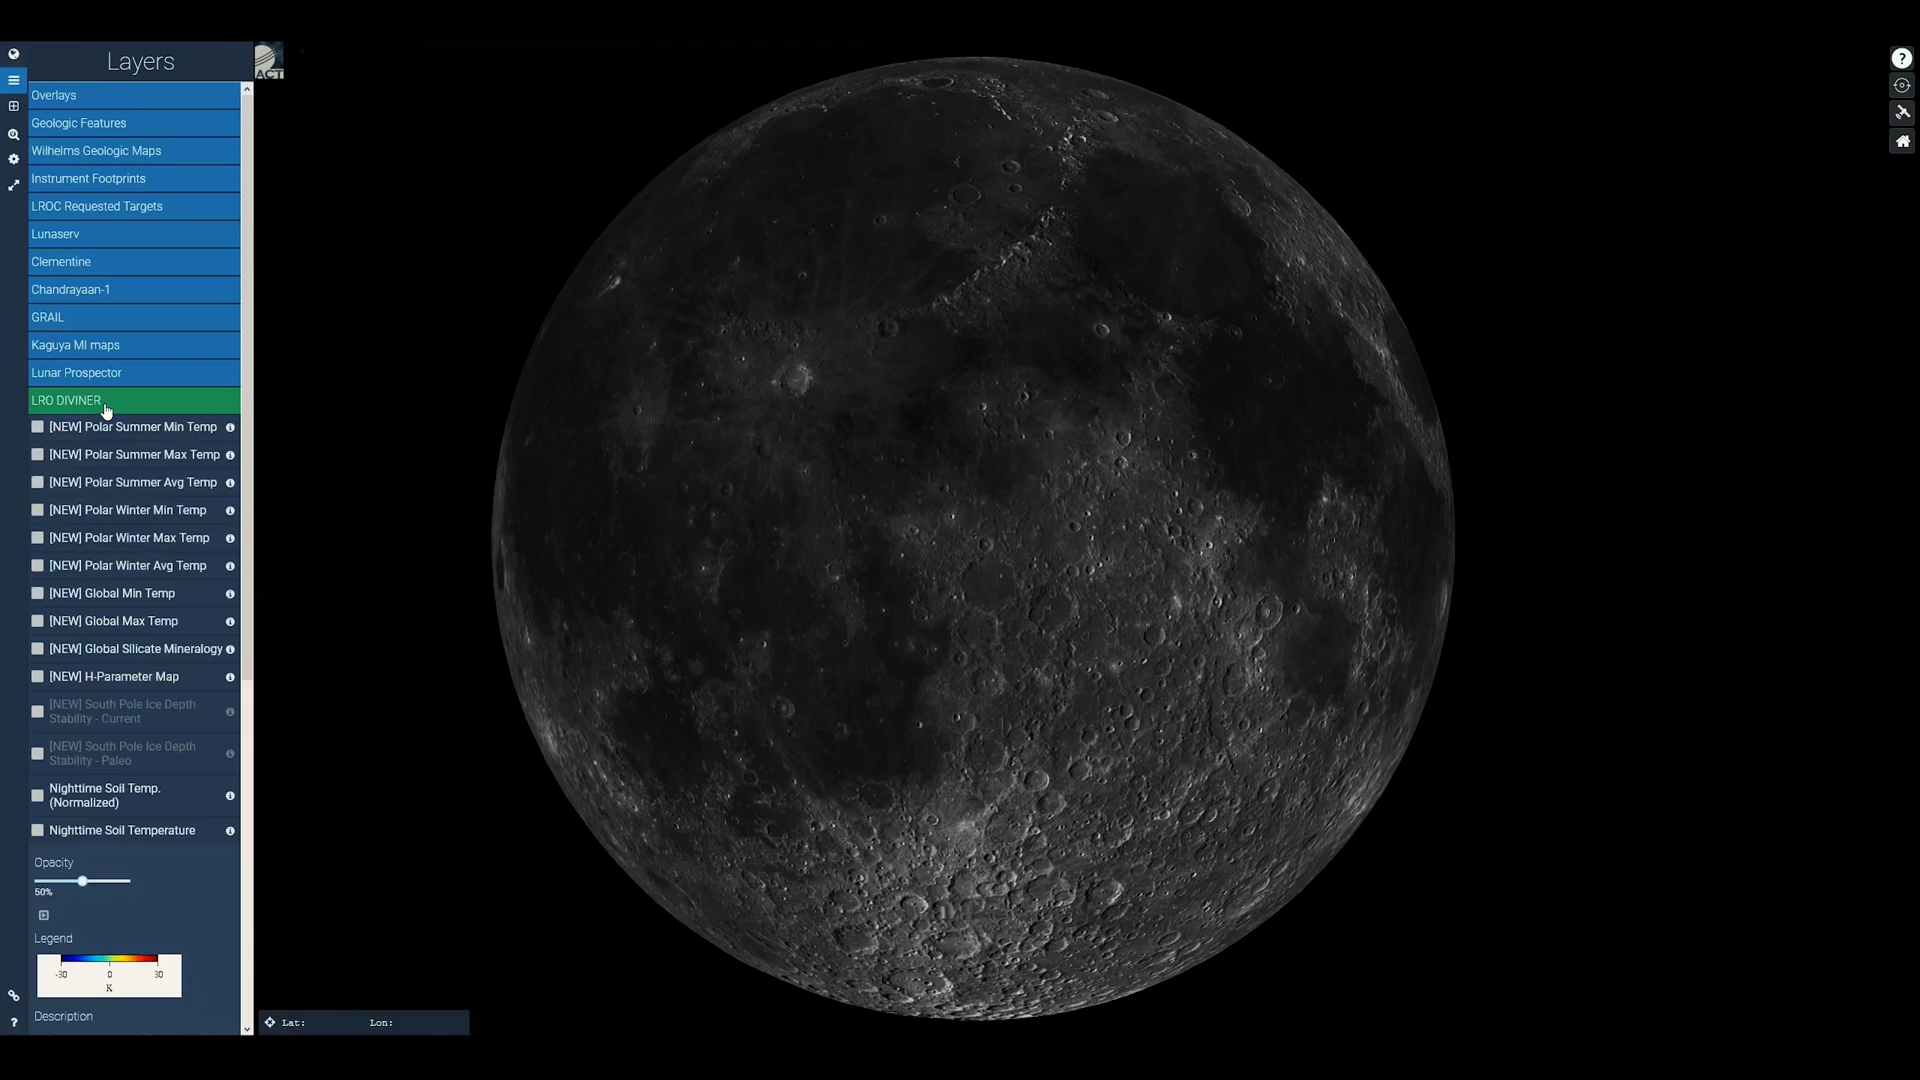 Layers
ACT
Overlays
Geologic Features
Wilhelms Geologic Maps
Instrument Footprints
LROC Requested Targets
Lunaserv
Clementine
Chandrayaan-1
GRAIL
Kaguya MI maps
Lunar Prospector
LRO DIVINER
[NEW] Polar Summer Min Temp
[NEW] Polar Summer Max Temp
[NEW] Polar Summer Avg Temp
[NEW] Polar Winter Min Temp
[NEW] Polar Winter Max Temp
[NEW] Polar Winter Avg Temp
[NEW] Global Min Temp
[NEW] Global Max Temp
[NEW] Global SIlicate Mineralogy
[NEW] H-Parameter Map
[NEW] South Pole Ice Depth
Stability - Current
[NEW] South Pole Ice Depth
Stability - Paleo
Nighttime Soil Temp.
(Normalized)
Nighttime Soil Temperature
Opacity
50%
Legend
-30 0 30
K
Description
Lat: Lon: